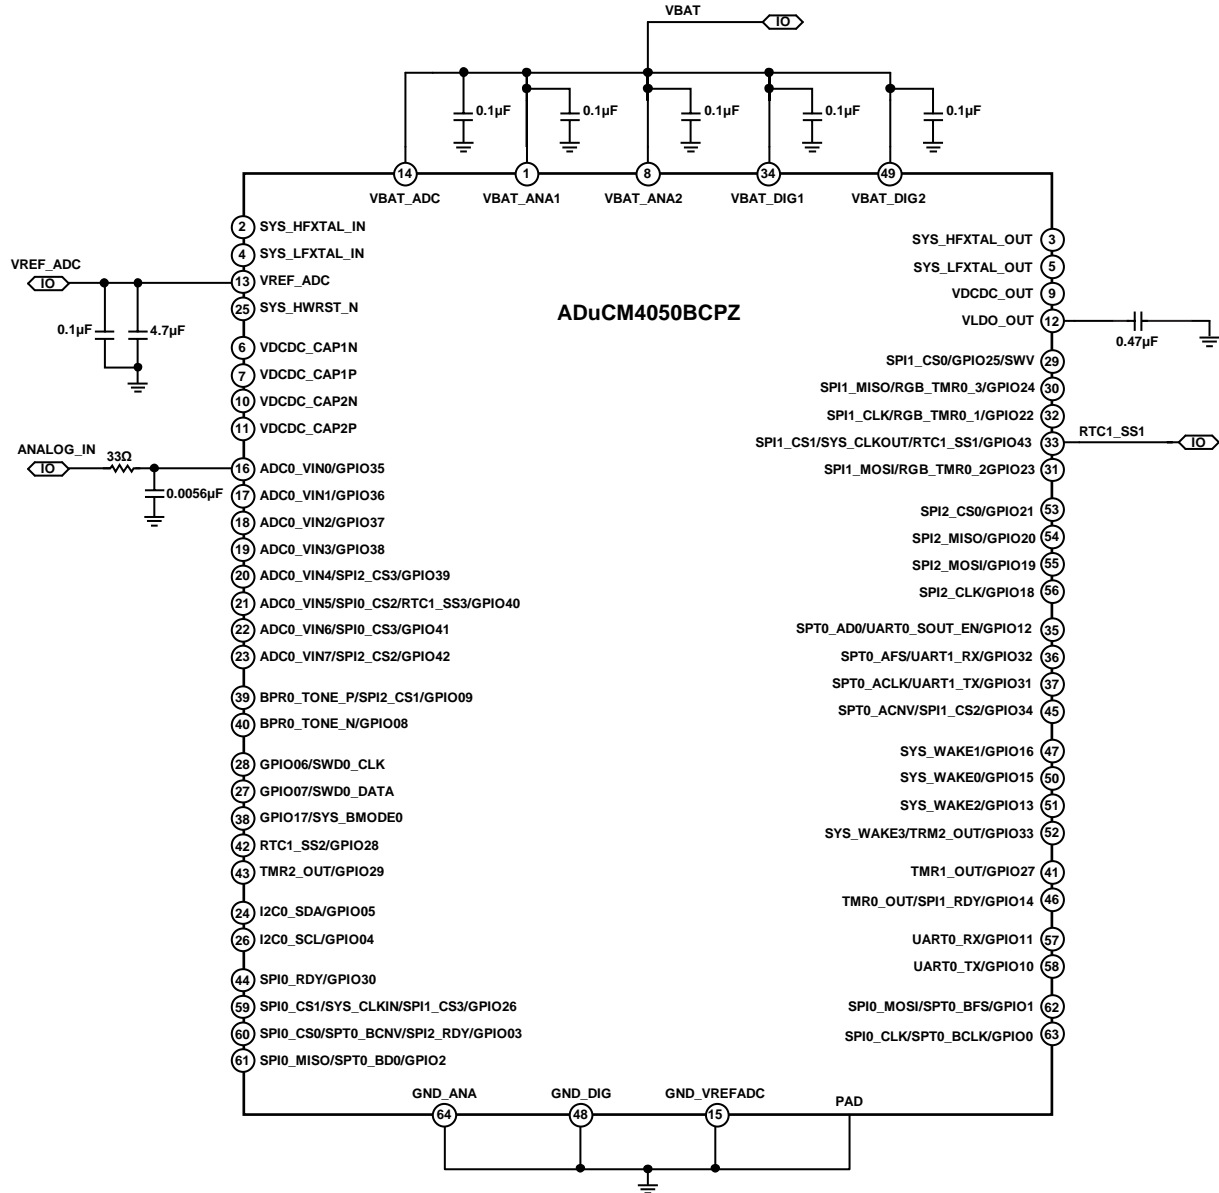 VBAT
IO
0.1µF 0.1µF 0.1µF 0.1µF 0.1µF
14 1 8 34 49
VBAT_ADC VBAT_ANA1 VBAT_ANA2 VBAT_DIG1 VBAT_DIG2
ADuCM4050BCPZ
2 SYS_HFXTAL_IN
4 SYS_LFXTAL_IN
VREF_ADC
IO
13 VREF_ADC
25 SYS_HWRST_N
0.1µF 4.7µF
6 VDCDC_CAP1N
7 VDCDC_CAP1P
10 VDCDC_CAP2N
11 VDCDC_CAP2P
ANALOG_IN
IO
33Ω
16 ADC0_VIN0/GPIO35
0.0056µF
17 ADC0_VIN1/GPIO36
18 ADC0_VIN2/GPIO37
19 ADC0_VIN3/GPIO38
20 ADC0_VIN4/SPI2_CS3/GPIO39
21 ADC0_VIN5/SPI0_CS2/RTC1_SS3/GPIO40
22 ADC0_VIN6/SPI0_CS3/GPIO41
23 ADC0_VIN7/SPI2_CS2/GPIO42
39 BPR0_TONE_P/SPI2_CS1/GPIO09
40 BPR0_TONE_N/GPIO08
28 GPIO06/SWD0_CLK
27 GPIO07/SWD0_DATA
38 GPIO17/SYS_BMODE0
42 RTC1_SS2/GPIO28
43 TMR2_OUT/GPIO29
24 I2C0_SDA/GPIO05
26 I2C0_SCL/GPIO04
44 SPI0_RDY/GPIO30
59 SPI0_CS1/SYS_CLKIN/SPI1_CS3/GPIO26
60 SPI0_CS0/SPT0_BCNV/SPI2_RDY/GPIO03
61 SPI0_MISO/SPT0_BD0/GPIO2
SYS_HFXTAL_OUT 3
SYS_LFXTAL_OUT 5
VDCDC_OUT 9
VLDO_OUT 12
0.47µF
SPI1_CS0/GPIO25/SWV 29
SPI1_MISO/RGB_TMR0_3/GPIO24 30
SPI1_CLK/RGB_TMR0_1/GPIO22 32
SPI1_CS1/SYS_CLKOUT/RTC1_SS1/GPIO43 33
RTC1_SS1
IO
SPI1_MOSI/RGB_TMR0_2GPIO23 31
SPI2_CS0/GPIO21 53
SPI2_MISO/GPIO20 54
SPI2_MOSI/GPIO19 55
SPI2_CLK/GPIO18 56
SPT0_AD0/UART0_SOUT_EN/GPIO12 35
SPT0_AFS/UART1_RX/GPIO32 36
SPT0_ACLK/UART1_TX/GPIO31 37
SPT0_ACNV/SPI1_CS2/GPIO34 45
SYS_WAKE1/GPIO16 47
SYS_WAKE0/GPIO15 50
SYS_WAKE2/GPIO13 51
SYS_WAKE3/TRM2_OUT/GPIO33 52
TMR1_OUT/GPIO27 41
TMR0_OUT/SPI1_RDY/GPIO14 46
UART0_RX/GPIO11 57
UART0_TX/GPIO10 58
SPI0_MOSI/SPT0_BFS/GPIO1 62
SPI0_CLK/SPT0_BCLK/GPIO0 63
GND_ANA GND_DIG GND_VREFADC PAD
64 48 15